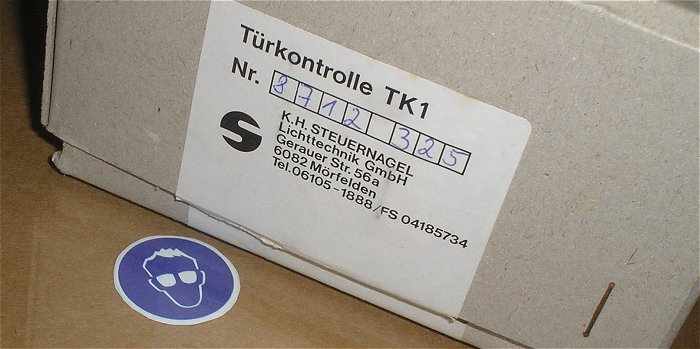 Türkontrolle TK1
Nr. 8712 325
K.H. STEUERNAGEL
Lichttechnik GmbH
Gerauer Str. 56a
6082 Mörfelden
Tel. 06105-1888/FS 04185734